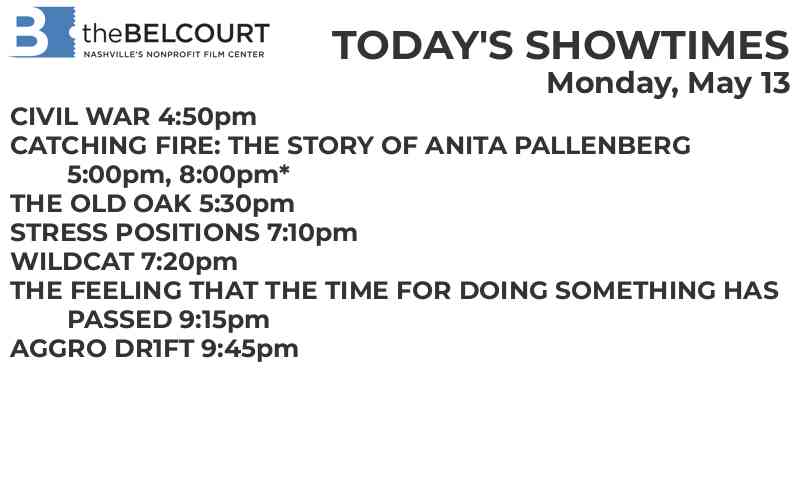 B theBELCOURT
NASHVILLE'S NONPROFIT FILM CENTER
TODAY'S SHOWTIMES
Monday, May 13
CIVIL WAR 4:50pm
CATCHING FIRE: THE STORY OF ANITA PALLENBERG
5:00pm, 8:00pm*
THE OLD OAK 5:30pm
STRESS POSITIONS 7:10pm
WILDCAT 7:20pm
THE FEELING THAT THE TIME FOR DOING SOMETHING HAS
PASSED 9:15pm
AGGRO DR1FT 9:45pm